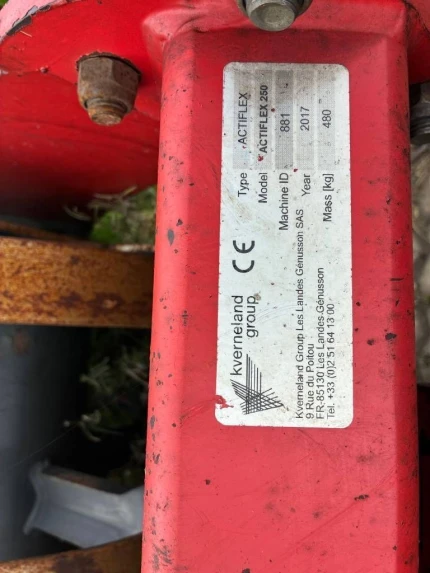 kverneland
group
CE
Type ACTIFLEX
Model ACTIFLEX 250
Machine ID 881
Year 2017
Mass [kg] 480
Kverneland Group Les Landes Génusson SAS
9 Rue du Poitou
FR-85130 Les Landes Génusson
Tel. +33 (0)2 51 64 13 00